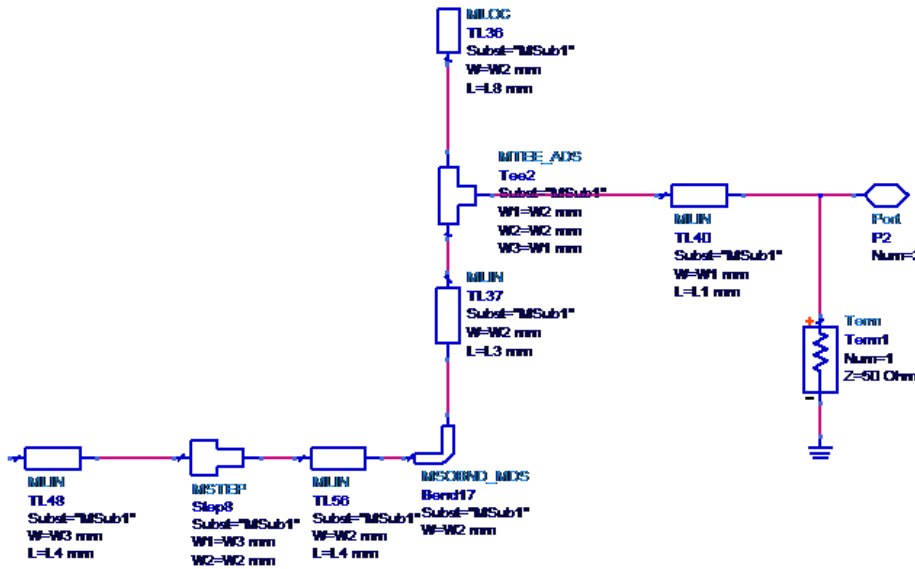 MLOC
TL36
Subst="MSub1"
W=W2 mm
L=L8 mm
MTEE_ADS
Tee2
Subst="MSub1"
W1=W2 mm
W2=W2 mm
W3=W1 mm
MLIN
TL40
Subst="MSub1"
W=W1 mm
L=L1 mm
Port
P2
MLIN
TL37
Subst="MSub1"
W=W2 mm
L=L3 mm
Term
Term1
Num=1
Z=50 Ohm
MLIN
TL48
Subst="MSub1"
W=W3 mm
L=L4 mm
MSTEP
Step8
Subst="MSub1"
W1=W3 mm
W2=W2 mm
MLIN
TL56
Subst="MSub1"
W=W2 mm
L=L4 mm
MSOBND_MDS
Bend17
Subst="MSub1"
W=W2 mm